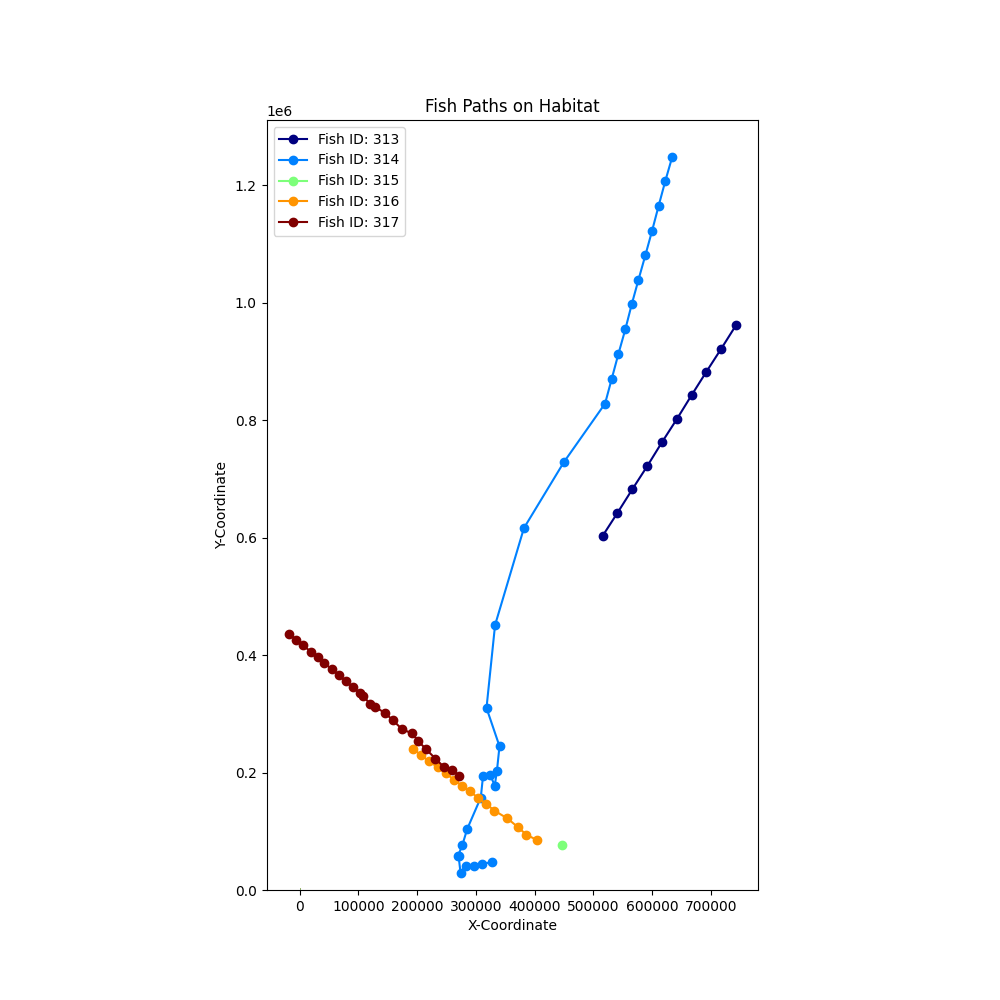 Fish Paths on Habitat
1e6
Fish ID: 313
Fish ID: 314
Fish ID: 315
Fish ID: 316
Fish ID: 317
1.2
1.0
0.8
0.6
0.4
0.2
0.0
Y-Coordinate
0 100000 200000 300000 400000 500000 600000 700000
X-Coordinate